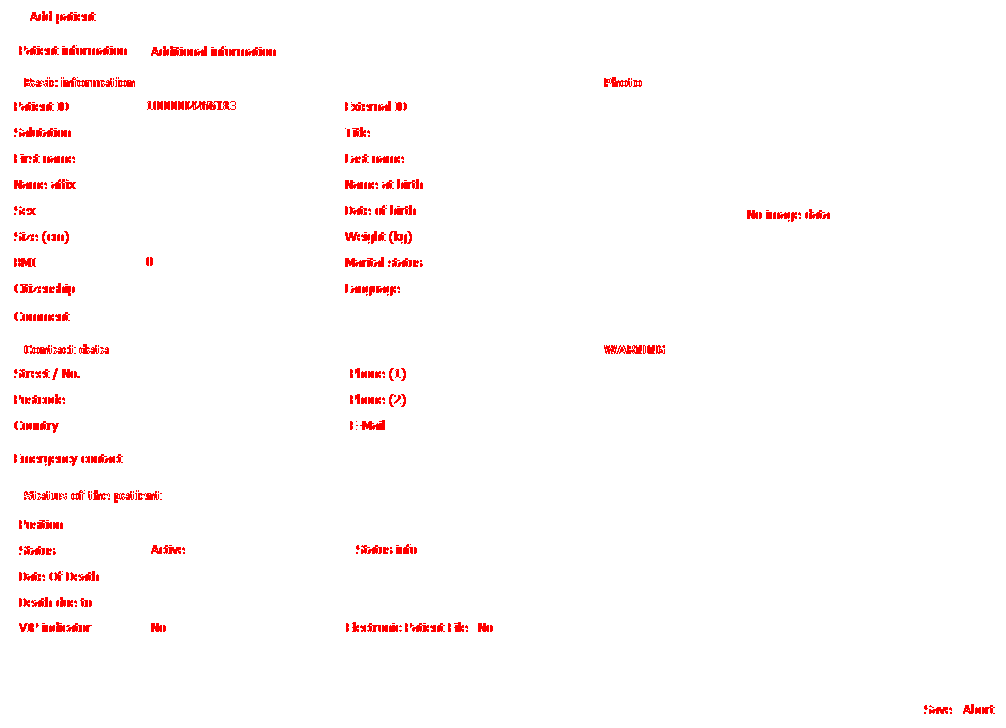 Add patient
Patient information Additional information
Basic information Photo
Patient ID External ID
Salutation Title
First name Last name
Name affix Name at birth
Sex Date of birth
No image data
Size (cm) Weight (kg)
BMI 0 Marital status
Citizenship Language
Comment
Contact data WARNING
Street / No. Phone (1)
Postcode Phone (2)
Country E-Mail
Emergency contact
Status of the patient
Position
Status Active Status info
Date Of Death
Death due to
VIP indicator No Electronic Patient File No
Save Abort